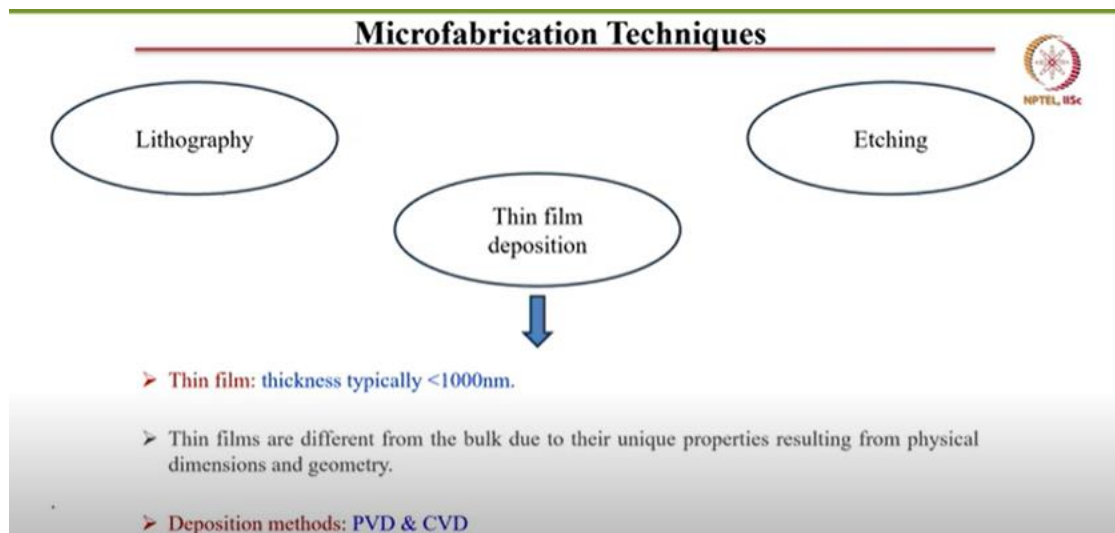 Microfabrication Techniques
NPTEL, IISc
Lithography
Etching
Thin film
deposition
➢ Thin film: thickness typically <1000nm.
➢ Thin films are different from the bulk due to their unique properties resulting from physical
dimensions and geometry.
➢ Deposition methods: PVD & CVD